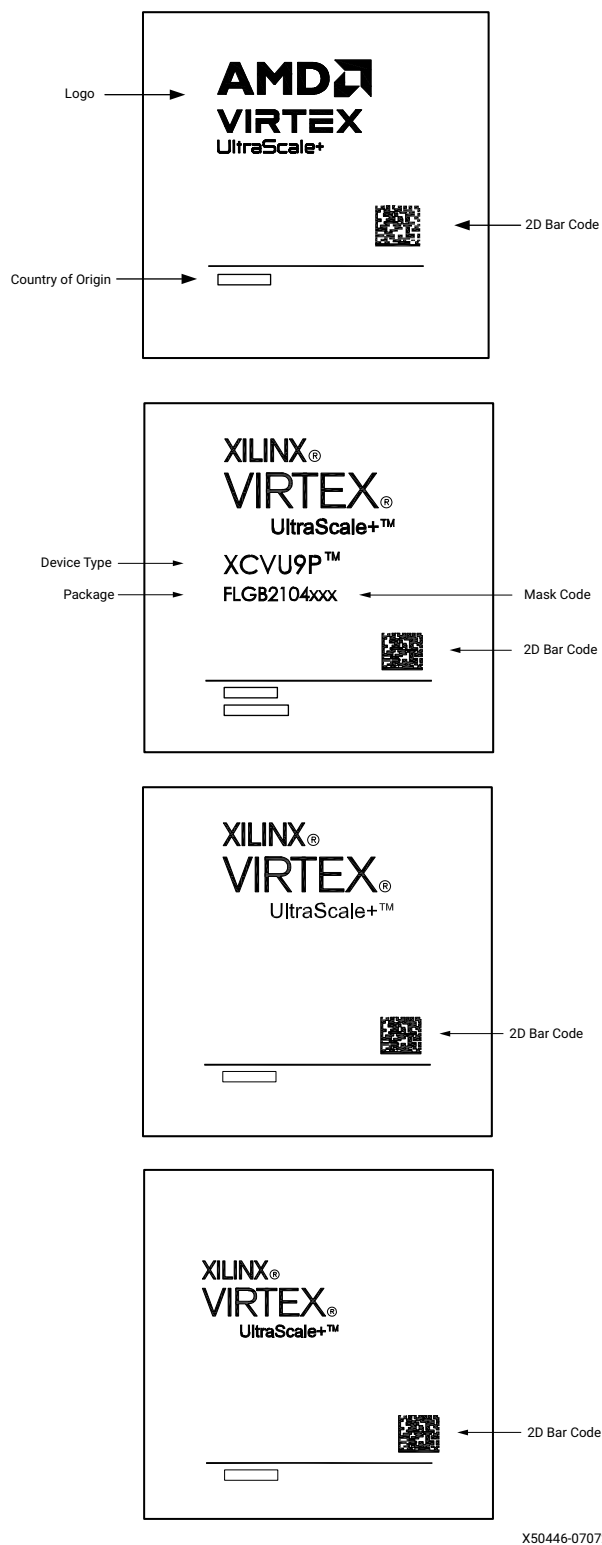 AMD
Logo
VIRTEX
UltraScale+
2D Bar Code
Country of Origin
XILINX®
VIRTEX®
UltraScale+™
Device Type
XCVU9P™
Package
FLGB2104xxx
Mask Code
2D Bar Code
XILINX®
VIRTEX®
UltraScale+™
2D Bar Code
XILINX®
VIRTEX®
UltraScale+™
2D Bar Code
X50446-0707